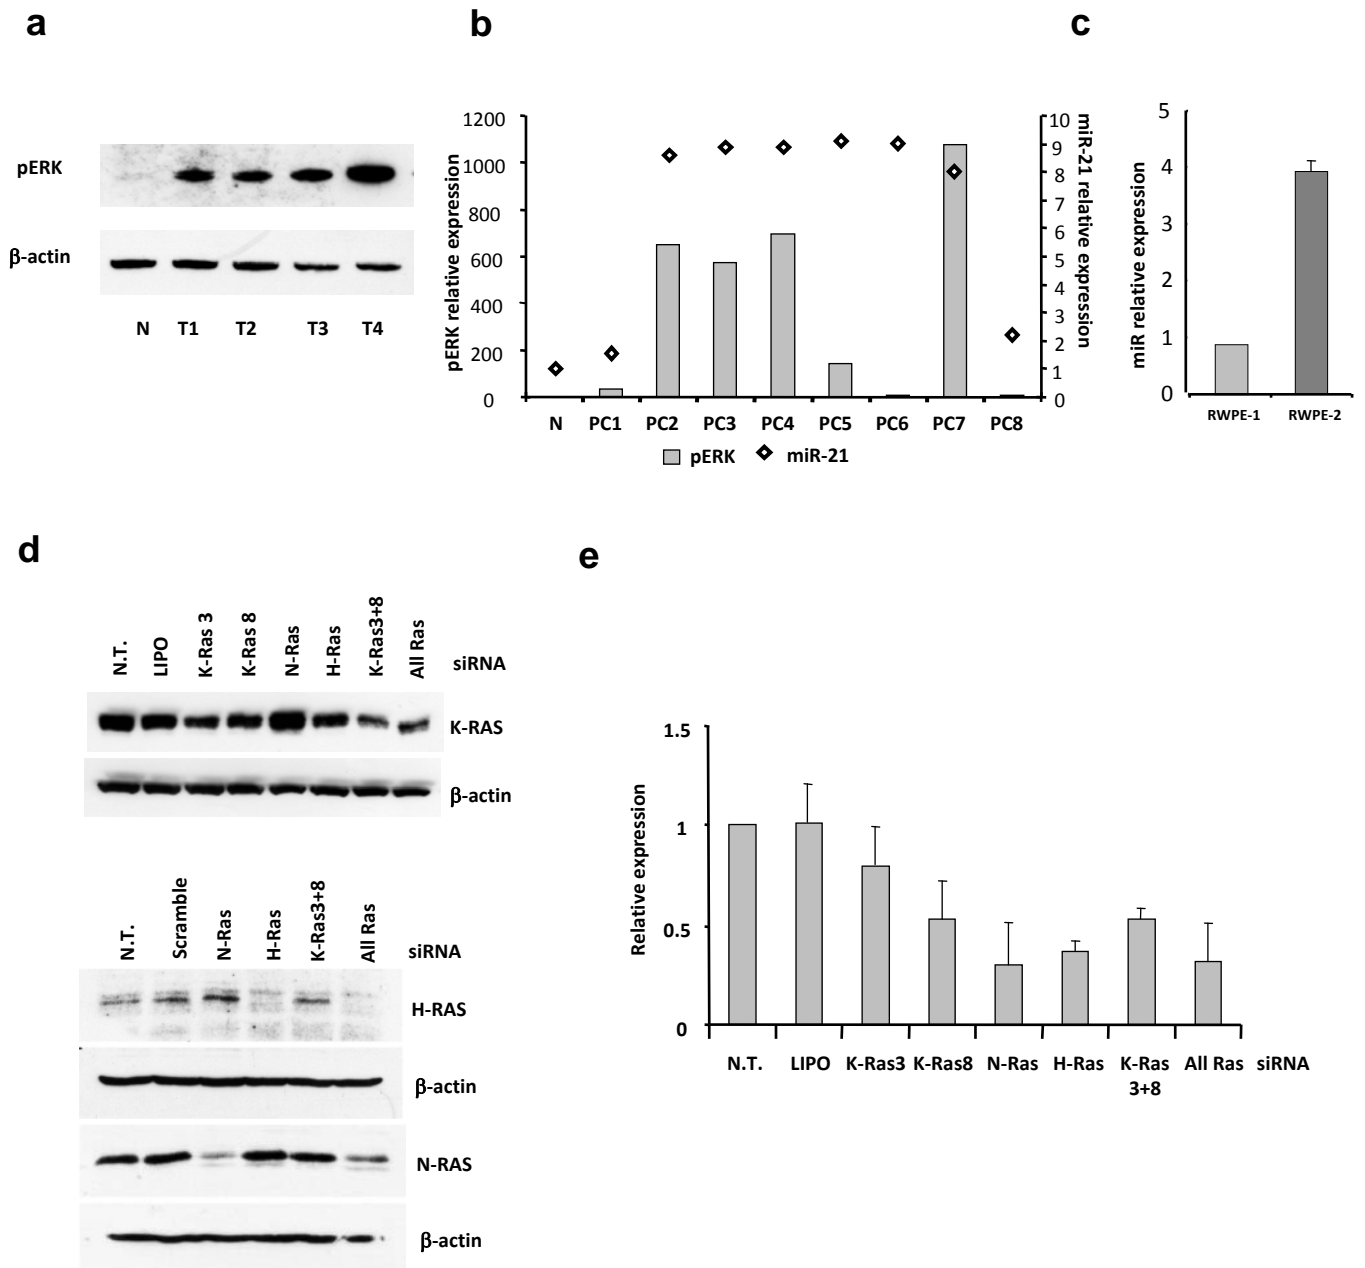 a
pERK
β-actin
N T1 T2 T3 T4
b
1200
1000
800
600
400
200
0
pERK relative expression
10
9
8
7
6
5
4
3
2
1
0
miR-21 relative expression
N PC1 PC2 PC3 PC4 PC5 PC6 PC7 PC8
pERK miR-21
c
5
4
3
2
1
0
miR relative expression
RWPE-1 RWPE-2
d
N.T. LIPO K-Ras 3 K-Ras 8 N-Ras H-Ras K-Ras3+8 All Ras siRNA
K-RAS
β-actin
N.T. Scramble N-Ras H-Ras K-Ras3+8 All Ras siRNA
H-RAS
β-actin
N-RAS
β-actin
e
1.5
1
0.5
0
Relative expression
N.T. LIPO K-Ras3 K-Ras8 N-Ras H-Ras K-Ras All Ras siRNA
3+8